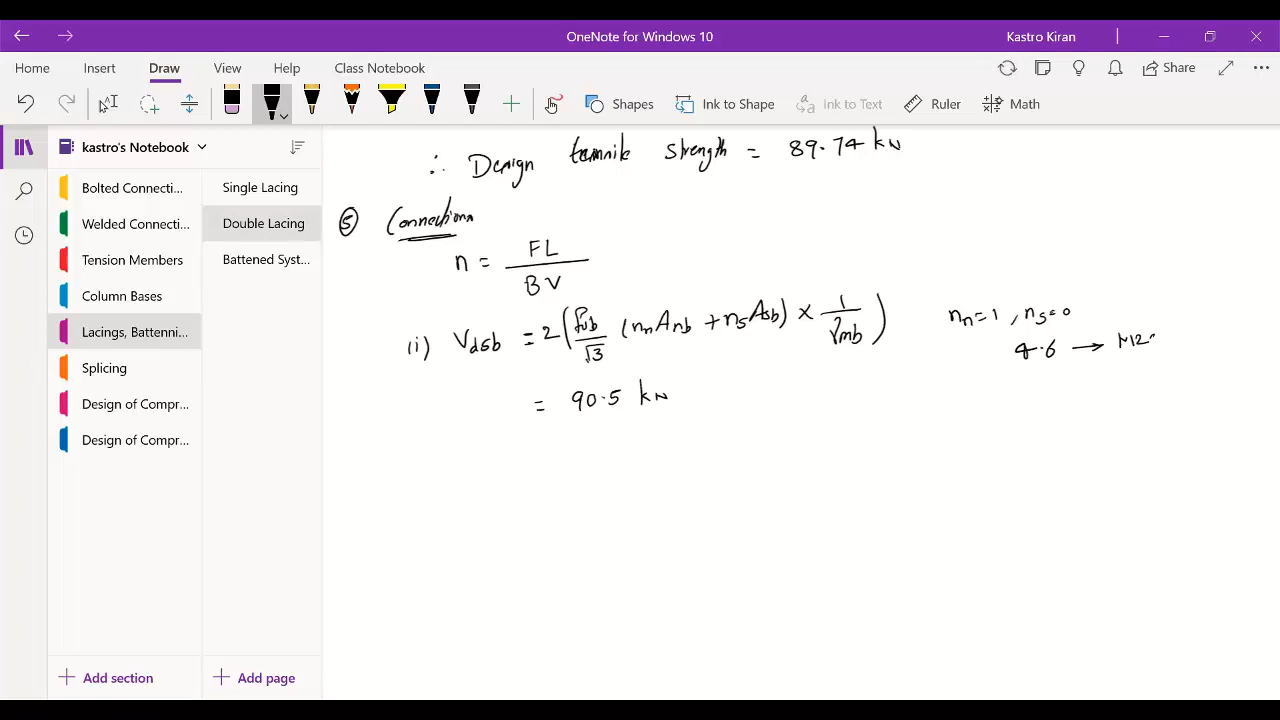 OneNote for Windows 10
Kastro Kiran
Home Insert Draw View Help Class Notebook Share
Shapes Ink to Shape Ink to Text Ruler Math
kastro's Notebook
Bolted Connecti...
Welded Connecti...
Tension Members
Column Bases
Lacings, Battenni...
Splicing
Design of Compr...
Design of Compr...
Add section
Single Lacing
Double Lacing
Battened Syst...
Add page
∴ Design tensile strength = 89.74 kN
⑤ Connections
n = FL / BV
(i) Vdsb = 2 (fub/√3 (nn Anb + ns Asb) × 1/γmb) nn = 1, ns = 0
4.6 →
= 90.5 kN